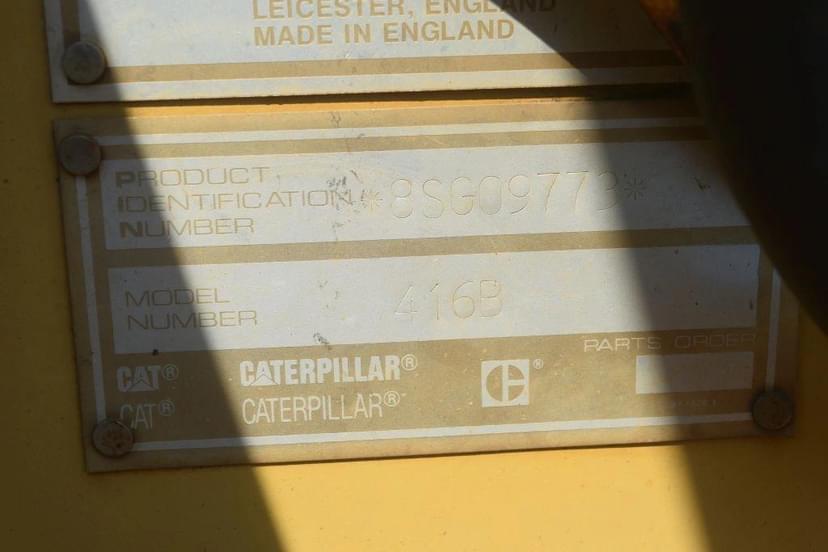 LEICESTER, ENGLAND
MADE IN ENGLAND
PRODUCT
IDENTIFICATION
NUMBER
*8SG09773*
MODEL
NUMBER
416B
PARTS ORDER
CAT® CATERPILLAR® ®
CAT® CATERPILLAR®